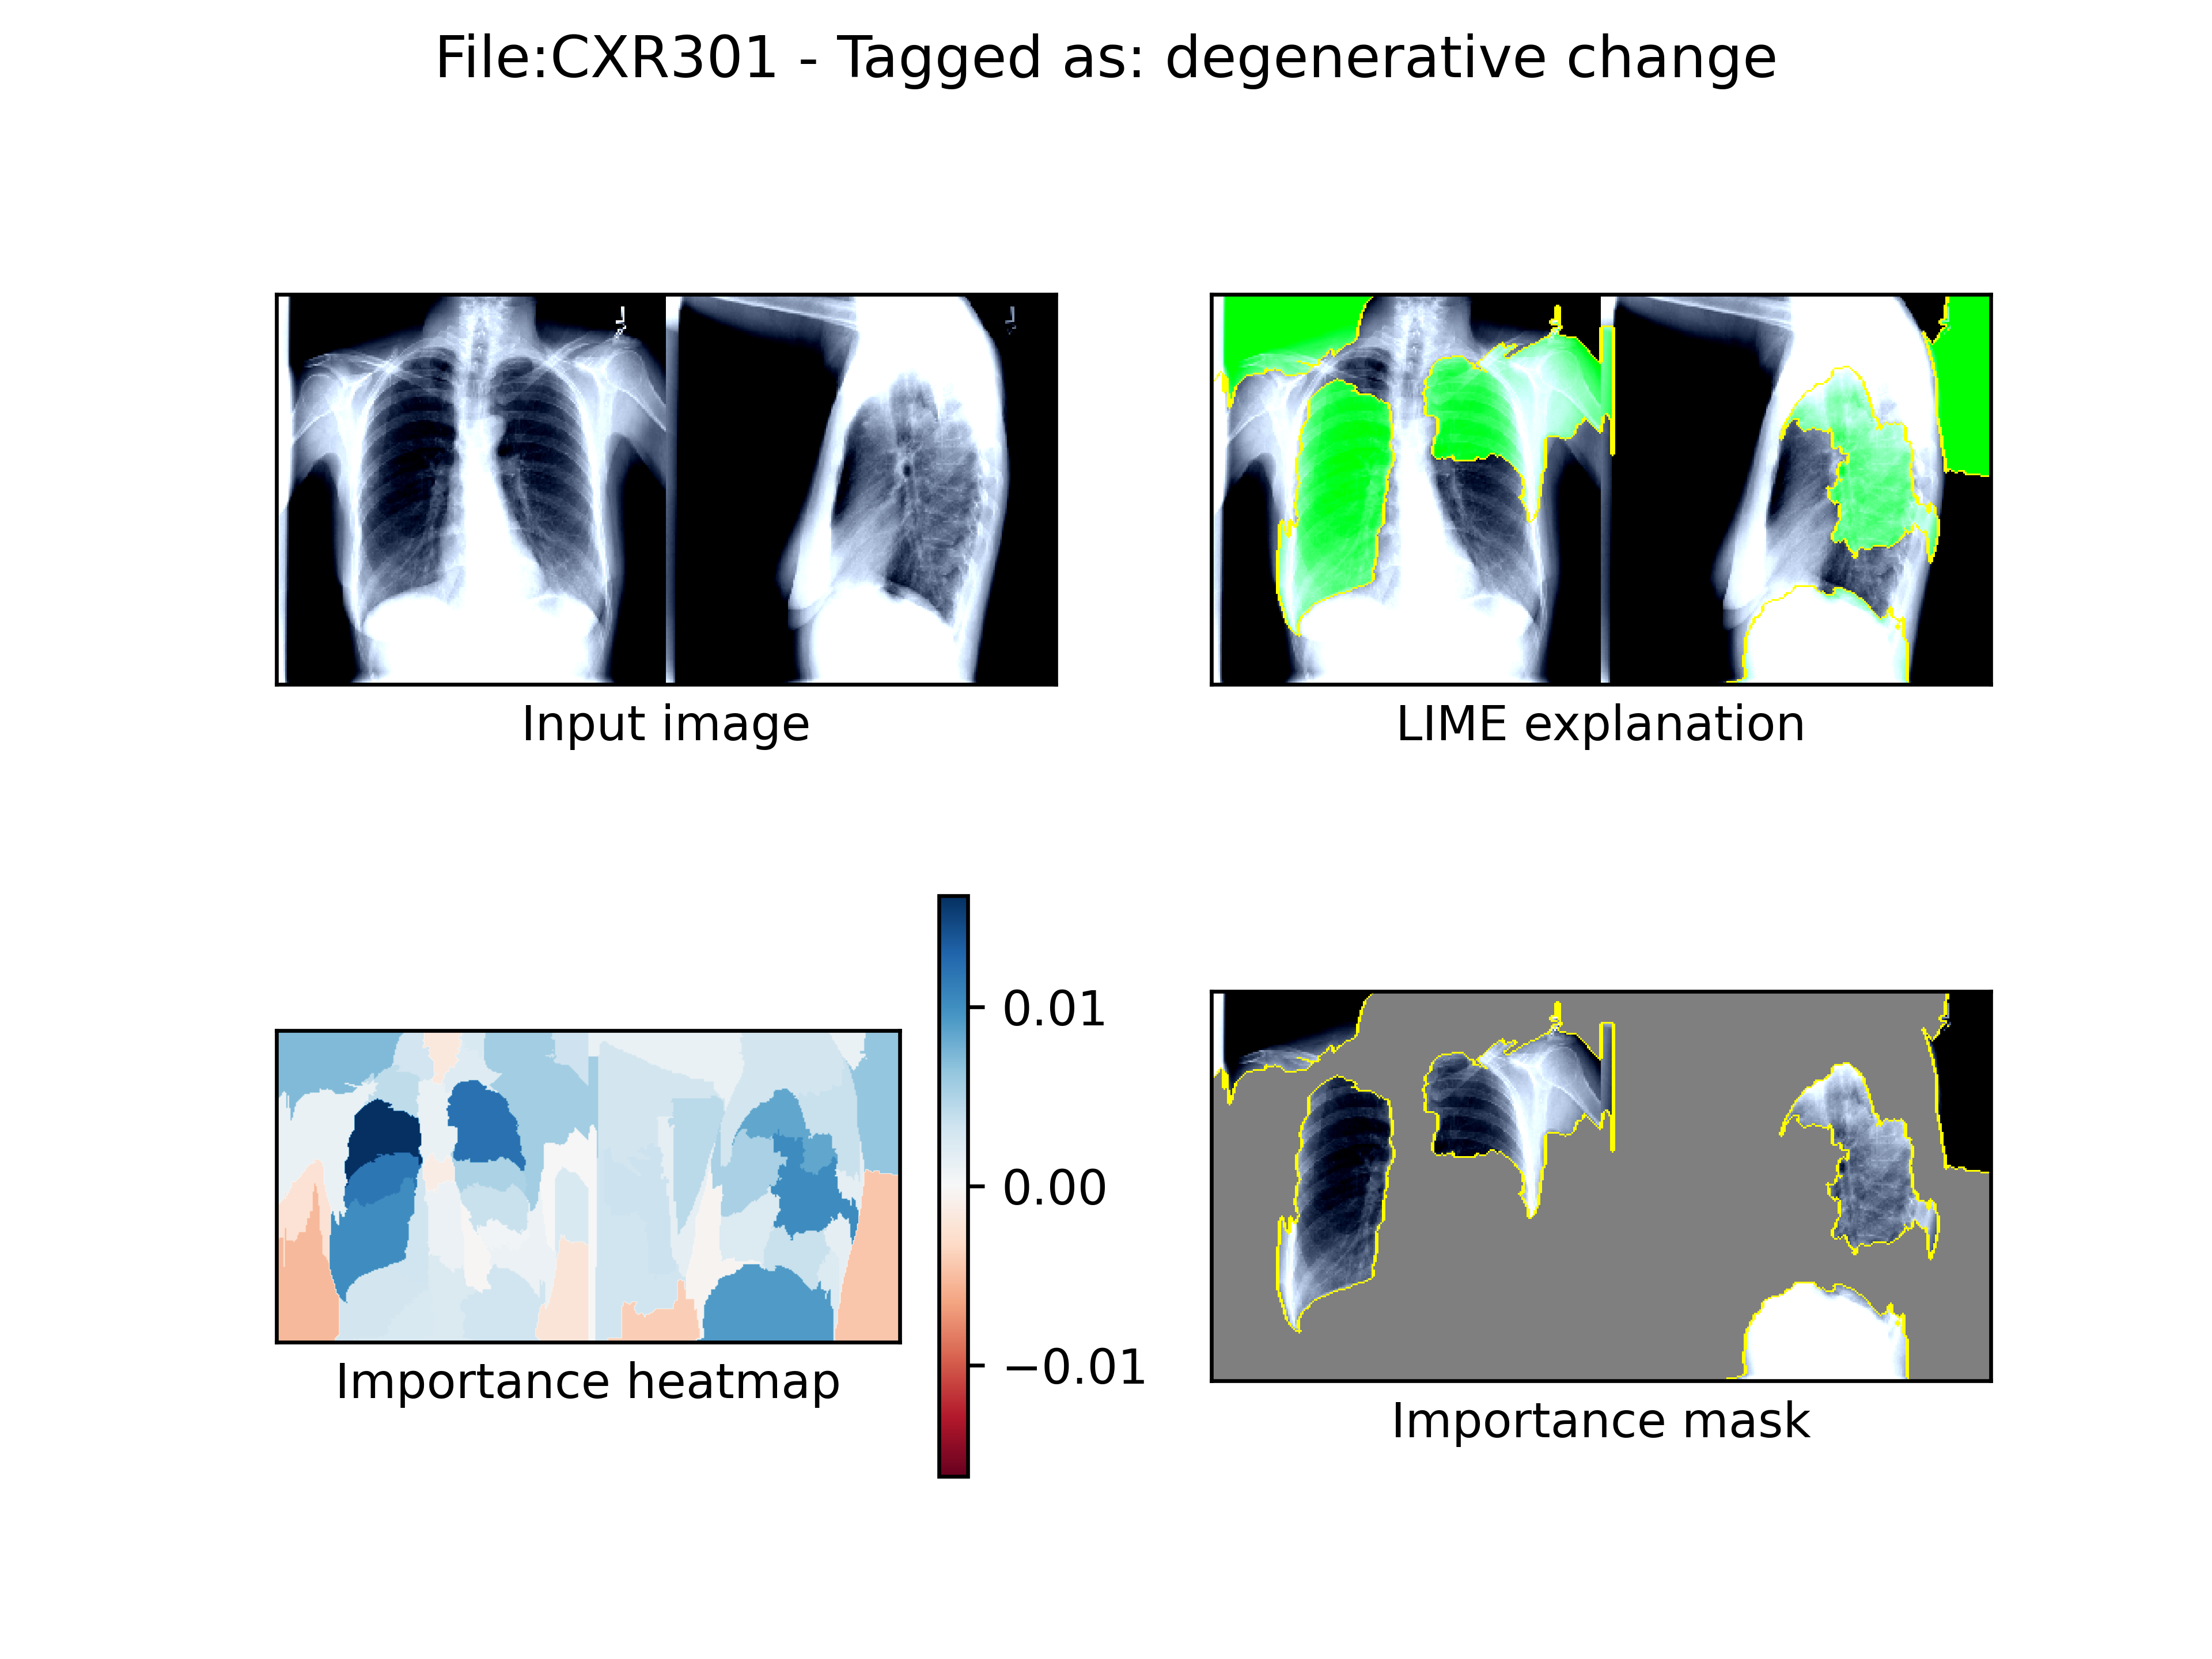 File:CXR301 - Tagged as: degenerative change
L
L
Input image
LIME explanation
0.01
0.00
−0.01
Importance heatmap
Importance mask